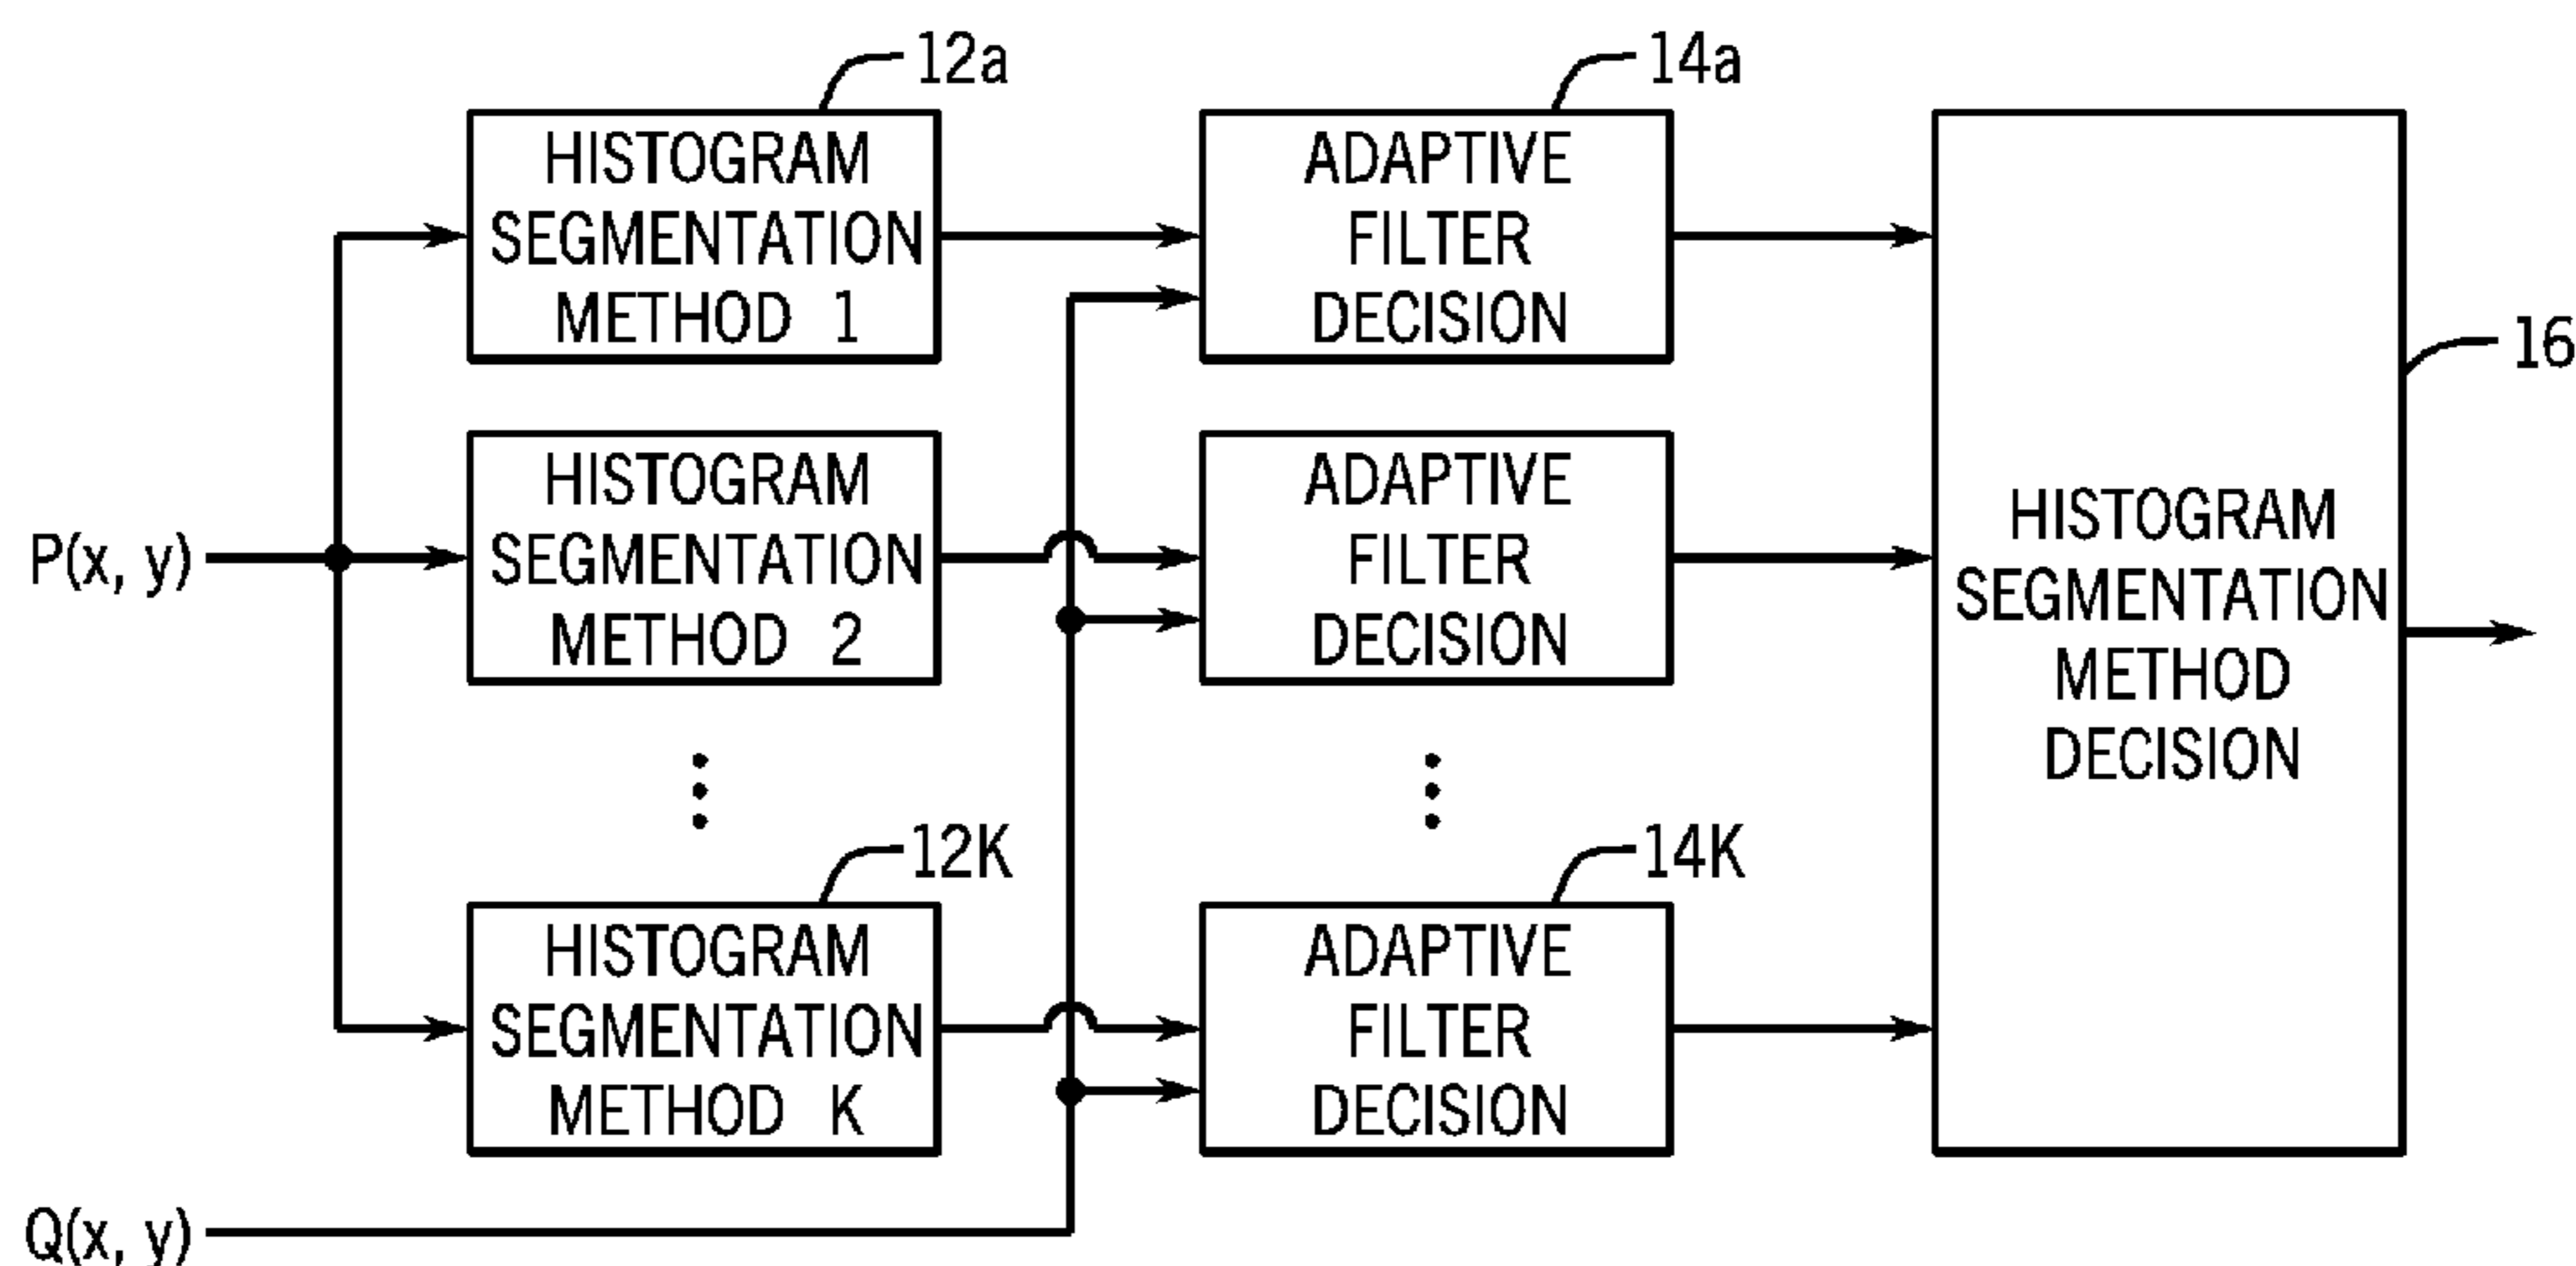 12a
14a
HISTOGRAM
SEGMENTATION
METHOD 1
ADAPTIVE
FILTER
DECISION
16
HISTOGRAM
SEGMENTATION
METHOD 2
ADAPTIVE
FILTER
DECISION
P(x, y)
HISTOGRAM
SEGMENTATION
METHOD
DECISION
12K
14K
HISTOGRAM
SEGMENTATION
METHOD K
ADAPTIVE
FILTER
DECISION
Q(x, y)